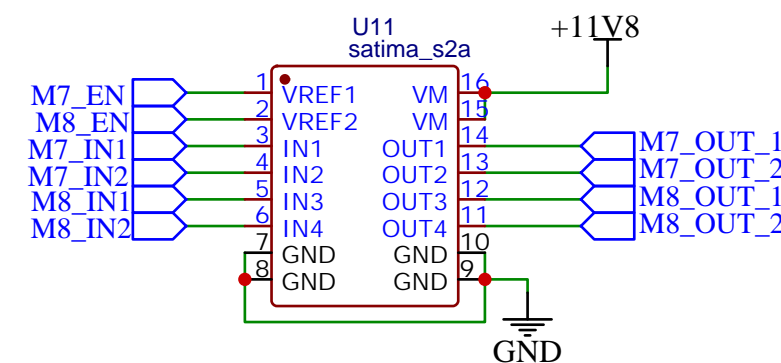 U11
satima_s2a
+11V8
M7_EN 1 VREF1 VM 16
M8_EN 2 VREF2 VM 15
M7_IN1 3 IN1 OUT1 14 M7_OUT_1
M7_IN2 4 IN2 OUT2 13 M7_OUT_2
M8_IN1 5 IN3 OUT3 12 M8_OUT_1
M8_IN2 6 IN4 OUT4 11 M8_OUT_2
7 GND GND 10
8 GND GND 9
GND